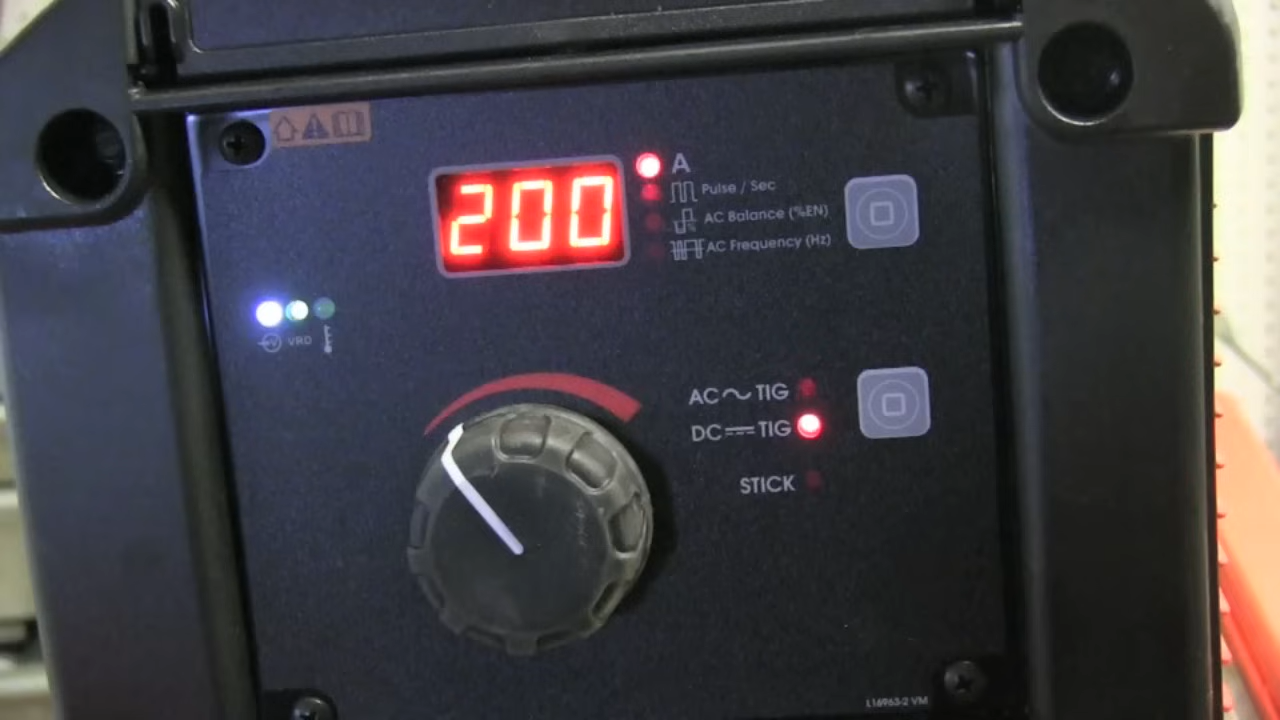 200
A
Pulse / Sec
AC Balance (%EN)
AC Frequency (Hz)
V VRD
AC TIG
DC TIG
STICK
L16963-2 VM